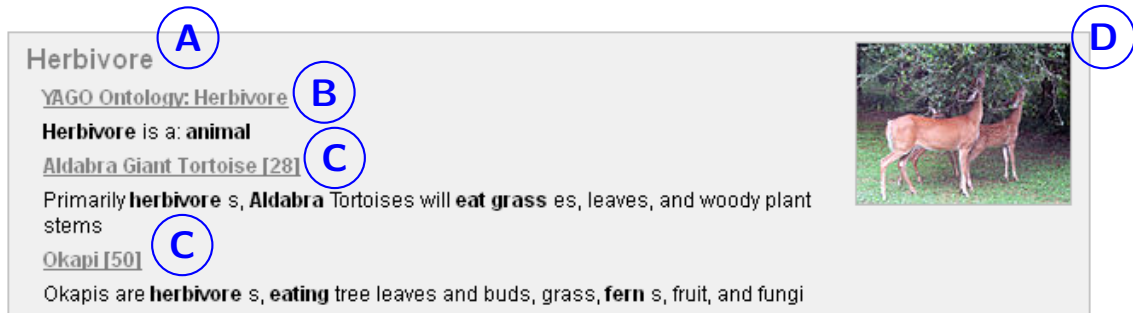 A
D
Herbivore
YAGO Ontology: Herbivore
B
Herbivore is a: animal
Aldabra Giant Tortoise [28]
C
Primarily herbivore s, Aldabra Tortoises will eat grass es, leaves, and woody plant
stems
C
Okapi [50]
Okapis are herbivore s, eating tree leaves and buds, grass, fern s, fruit, and fungi